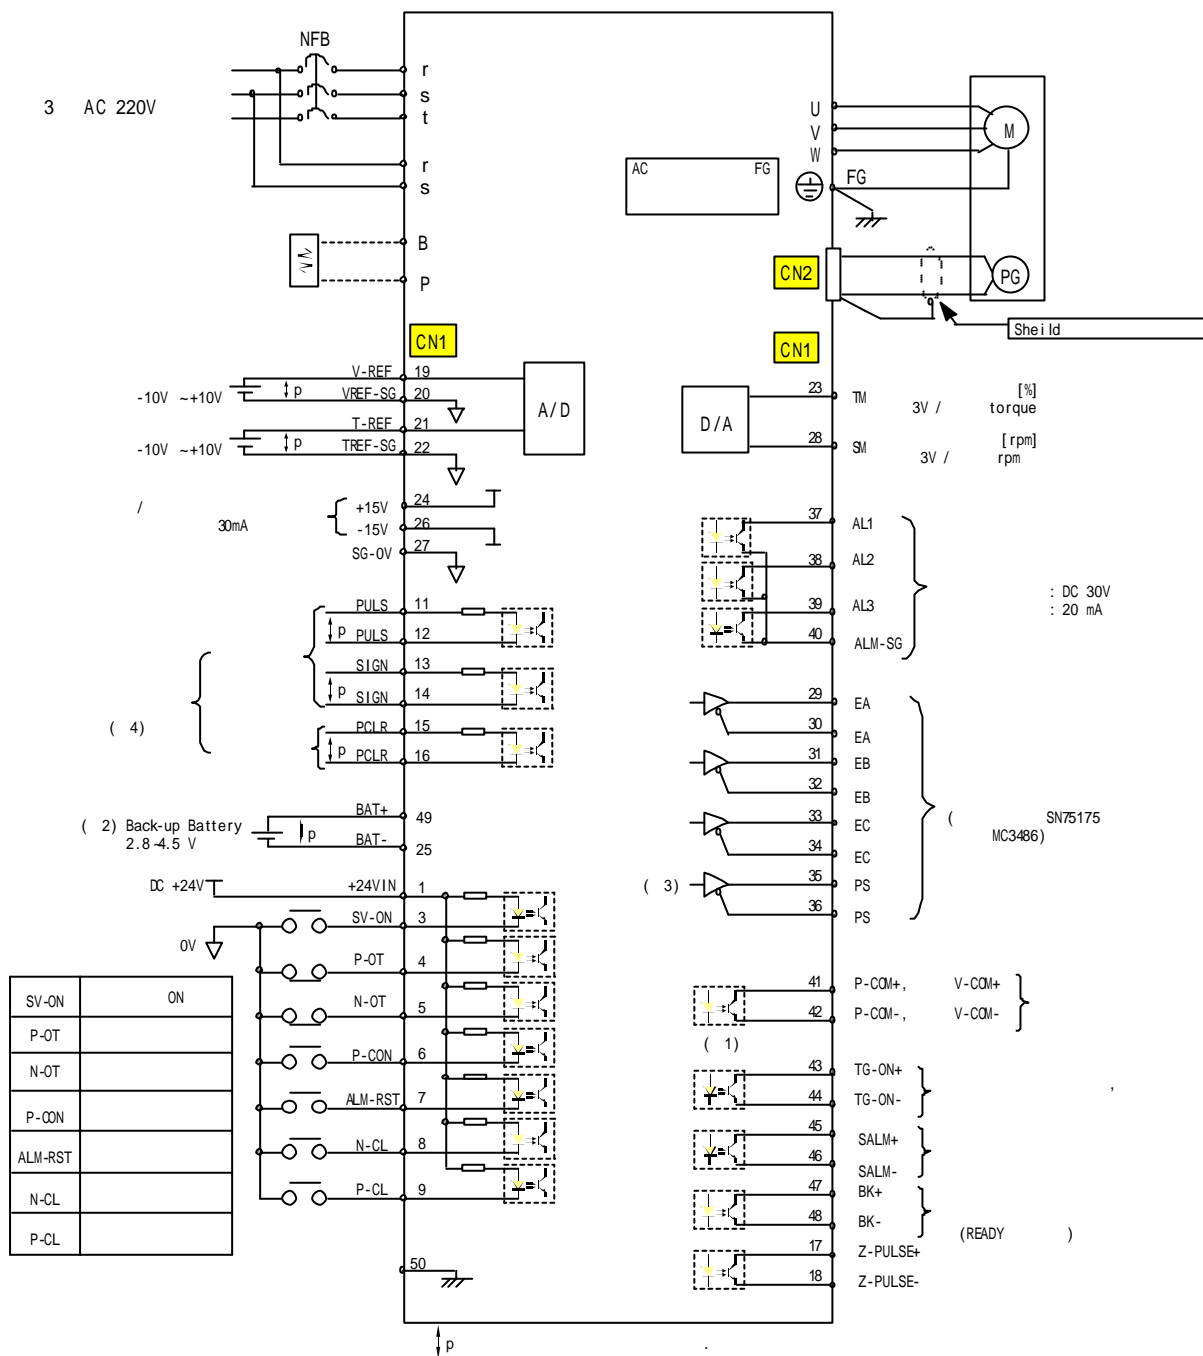 NFB
3 AC 220V
r
s
t
r
s
B
P
U
V
W
M
AC FG
FG
CN2
PG
Sheild
CN1
CN1
V-REF 19
-10V ~+10V
p
VREF-SG 20
T-REF 21
-10V ~+10V
p
TREF-SG 22
A/D
/
30mA
+15V 24
-15V 26
SG-0V 27
PULS 11
p
PULS 12
SIGN 13
p
SIGN 14
( 4)
PCLR 15
p
PCLR 16
( 2) Back-up Battery
2.8-4.5 V
BAT+ 49
p
BAT- 25
DC +24V
+24VIN 1
0V
SV-ON 3
P-OT 4
N-OT 5
P-CON 6
ALM-RST 7
N-CL 8
P-CL 9
50
SV-ON ON
P-OT
N-OT
P-CON
ALM-RST
N-CL
P-CL
D/A
23 TM
[%]
3V / torque
28 SM
[rpm]
3V / rpm
37 AL1
38 AL2
39 AL3
40 ALM-SG
: DC 30V
: 20 mA
29 EA
30 EA
31 EB
32 EB
33 EC
34 EC
( 3)
35 PS
36 PS
( SN75175
MC3486)
41 P-COM+, V-COM+
42 P-COM-, V-COM-
( 1)
43 TG-ON+
44 TG-ON-
,
45 SALM+
46 SALM-
47 BK+
48 BK-
(READY )
17 Z-PULSE+
18 Z-PULSE-
p .